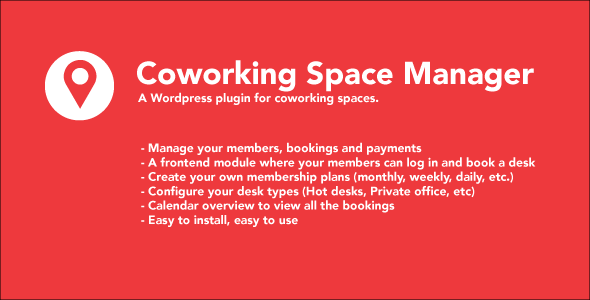 Coworking Space Manager
A Wordpress plugin for coworking spaces.
- Manage your members, bookings and payments
- A frontend module where your members can log in and book a desk
- Create your own membership plans (monthly, weekly, daily, etc.)
- Configure your desk types (Hot desks, Private office, etc)
- Calendar overview to view all the bookings
- Easy to install, easy to use